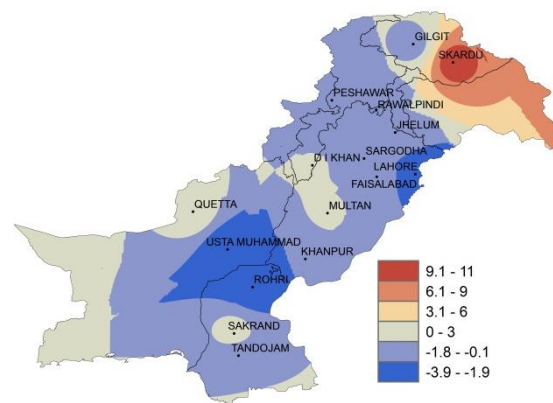 GILGIT
SKARDU
PESHAWAR
RAWALPINDI
JHELUM
D I KHAN
SARGODHA
LAHORE
FAISALABAD
QUETTA
MULTAN
USTA MUHAMMAD
KHANPUR
ROHRI
SAKRAND
TANDOJAM
9.1 - 11
6.1 - 9
3.1 - 6
0 - 3
-1.8 - -0.1
-3.9 - -1.9